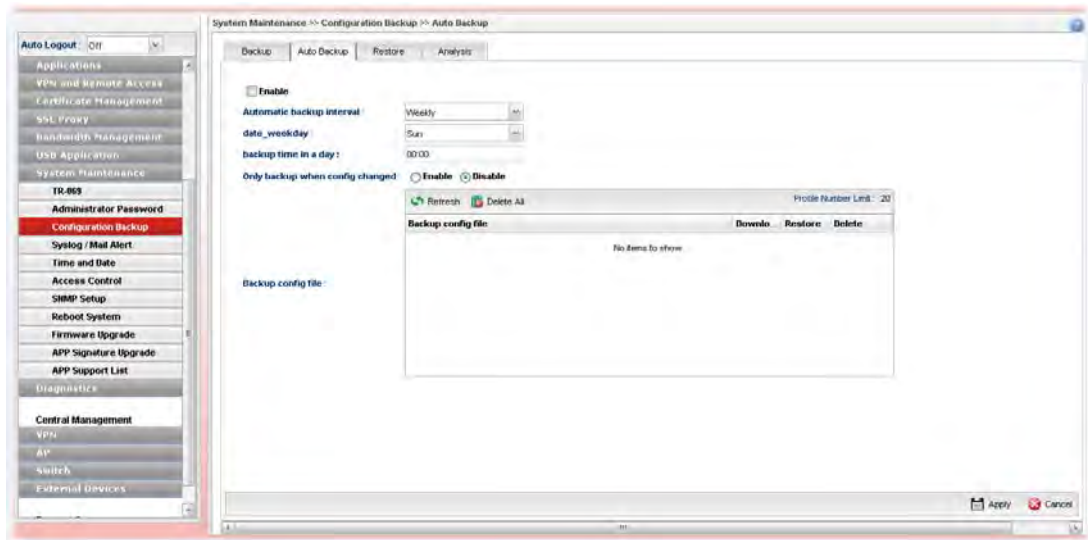 System Maintenance >> Configuration Backup >> Auto Backup
Auto Logout : Off
Applications
VPN and Remote Access
Certificate Management
SSL Proxy
Bandwidth Management
USB Application
System Maintenance
TR-069
Administrator Password
Configuration Backup
Syslog / Mail Alert
Time and Date
Access Control
SNMP Setup
Reboot System
Firmware Upgrade
APP Signature Upgrade
APP Support List
Diagnostics
Central Management
VPN
AP
Switch
External Devices
Backup Auto Backup Restore Analysis
Enable
Automatic backup interval : Weekly
date_weekday : Sun
backup time in a day : 00:00
Only backup when config changed Enable Disable
Refresh Delete All Profile Number Limit : 20
Backup config file Downlo... Restore Delete
No items to show
Backup config file :
Apply Cancel